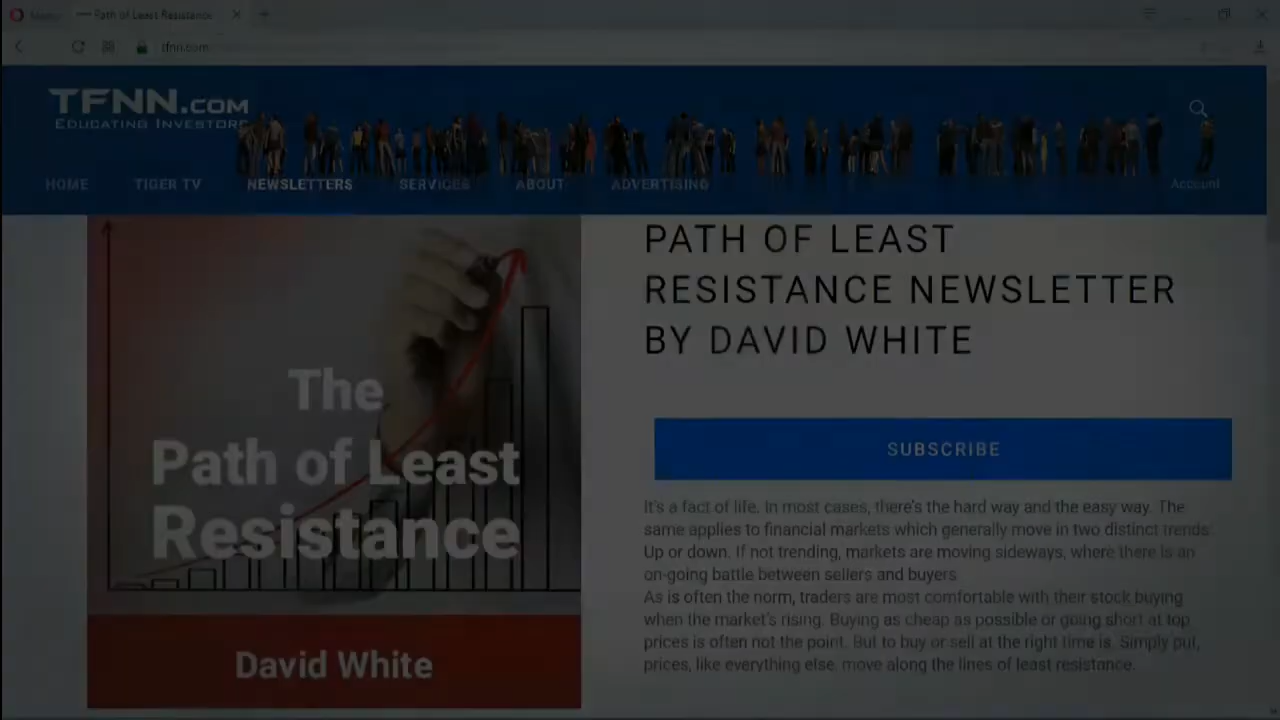 Path of Least Resistance
tfnn.com
TFNN.COM
EDUCATING INVESTORS
HOME TIGER TV NEWSLETTERS SERVICES ABOUT ADVERTISING Account
The
Path of Least
Resistance
David White
PATH OF LEAST
RESISTANCE NEWSLETTER
BY DAVID WHITE
SUBSCRIBE
It's a fact of life. In most cases, there's the hard way and the easy way. The
same applies to financial markets which generally move in two distinct trends:
Up or down. If not trending, markets are moving sideways, where there is an
on-going battle between sellers and buyers.
As is often the norm, traders are most comfortable with their stock buying
when the market's rising. Buying as cheap as possible or going short at top
prices is often not the point. But to buy or sell at the right time is. Simply put,
prices, like everything else, move along the lines of least resistance.